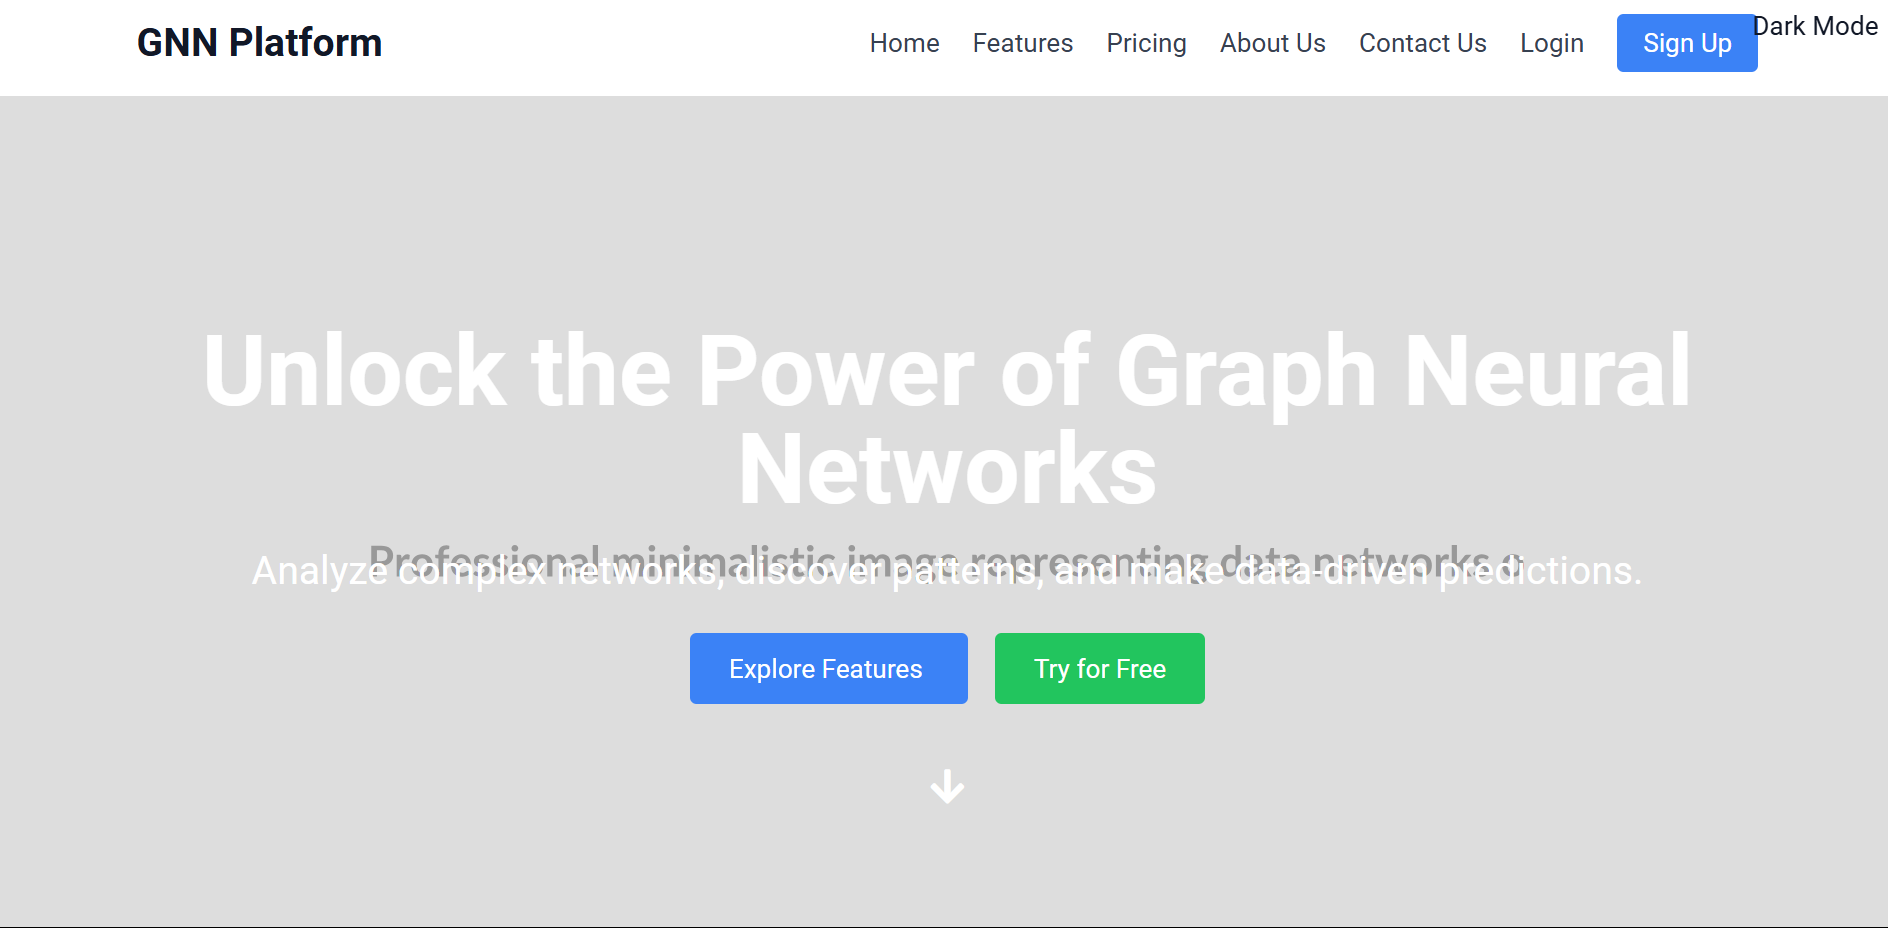 GNN Platform
Home Features Pricing About Us Contact Us Login Sign Up Dark Mode
Unlock the Power of Graph Neural
Networks
Professional minimalistic image representing data networks o
Analyze complex networks, discover patterns, and make data-driven predictions.
Explore Features Try for Free